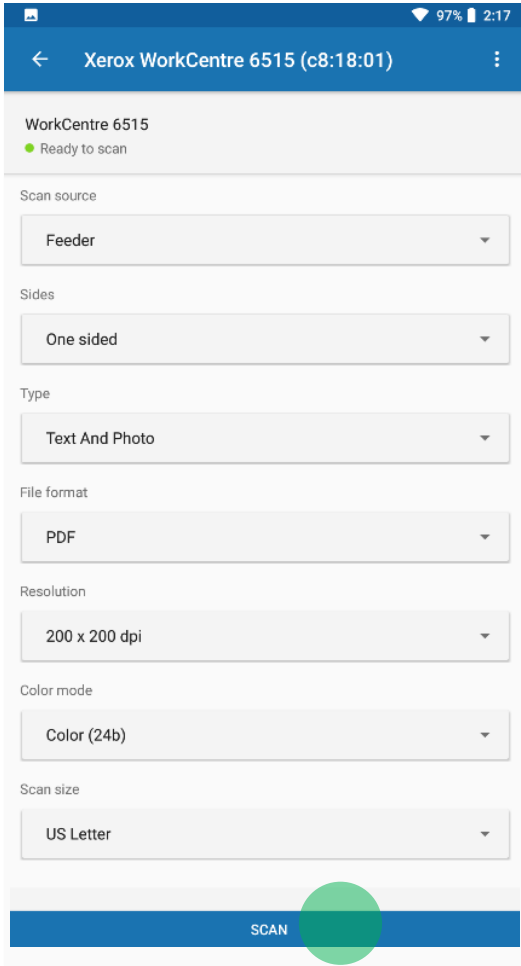 97% 2:17
Xerox WorkCentre 6515 (c8:18:01)
WorkCentre 6515
Ready to scan
Scan source
Feeder
Sides
One sided
Type
Text And Photo
File format
PDF
Resolution
200 x 200 dpi
Color mode
Color (24b)
Scan size
US Letter
SCAN